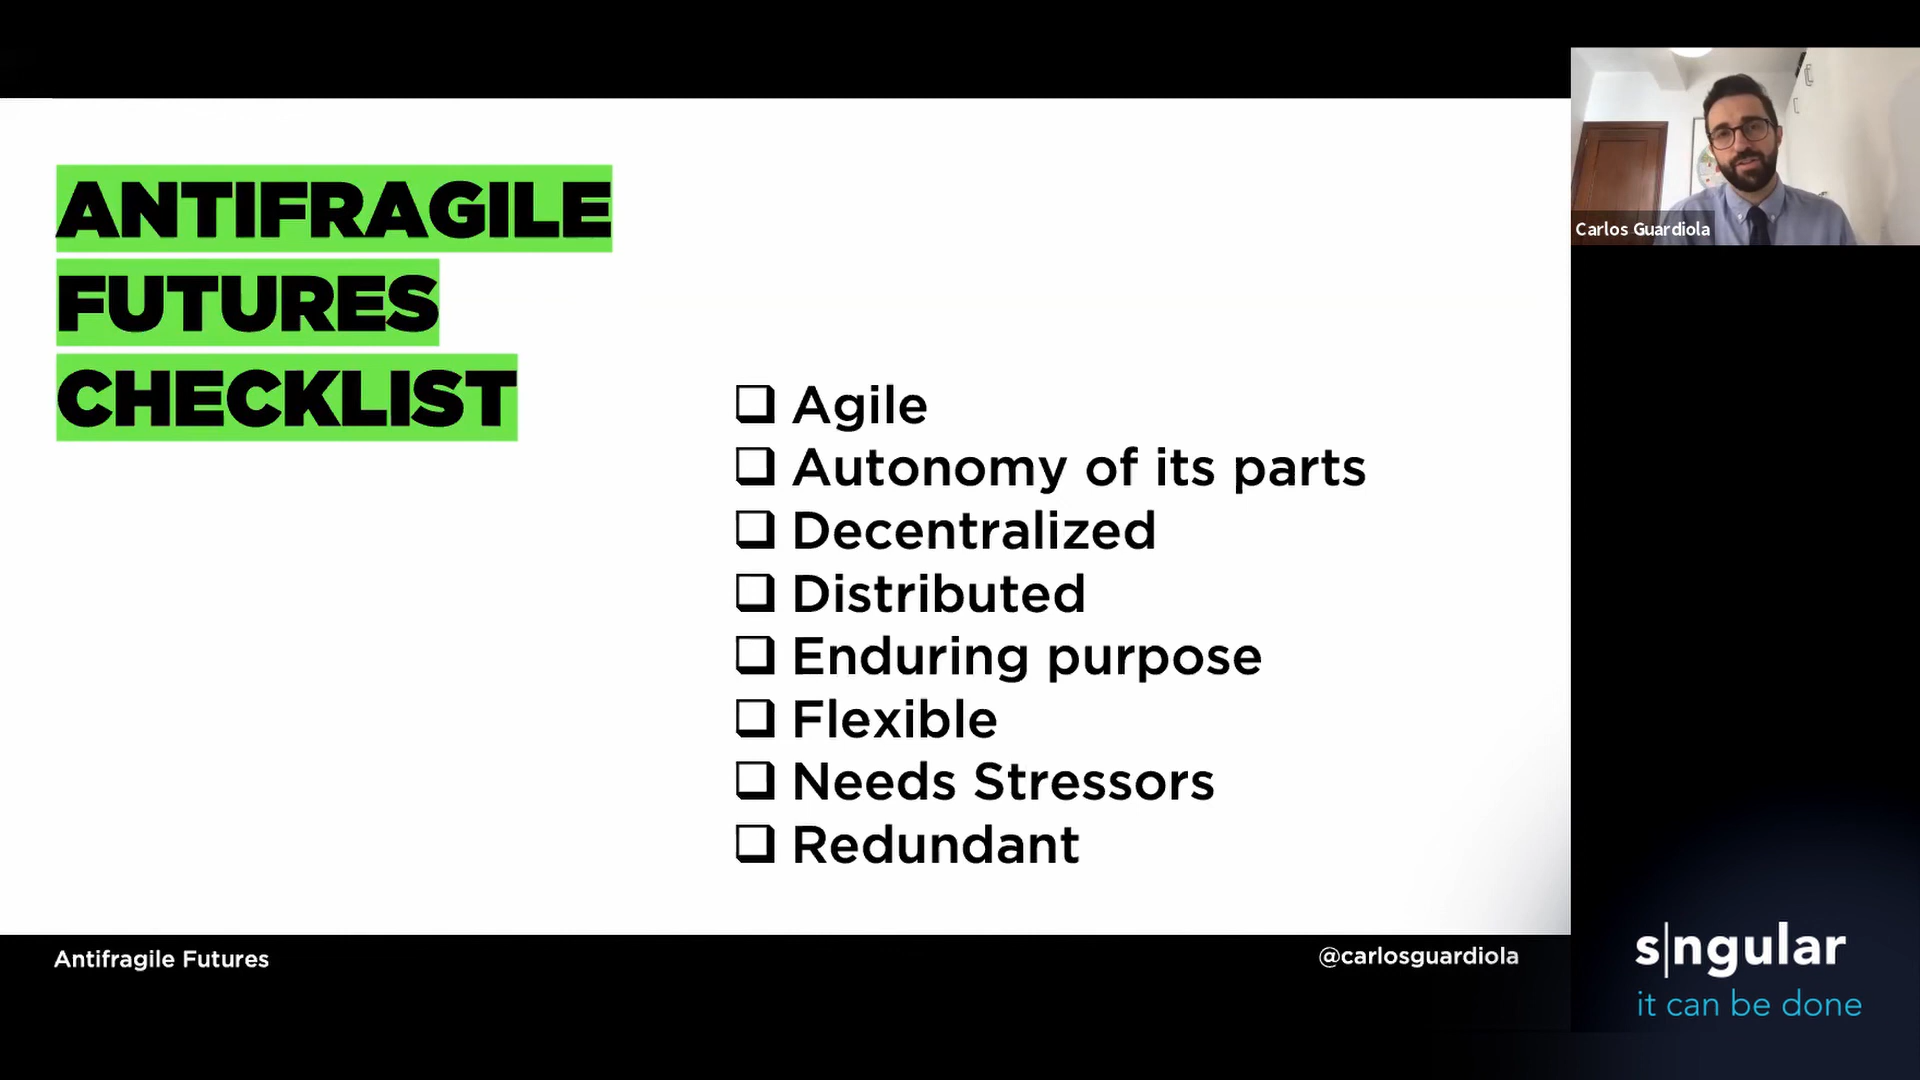 ANTIFRAGILE
FUTURES
CHECKLIST
Agile
Autonomy of its parts
Decentralized
Distributed
Enduring purpose
Flexible
Needs Stressors
Redundant
Antifragile Futures
@carlosguardiola
Carlos Guardiola
s|ngular
it can be done